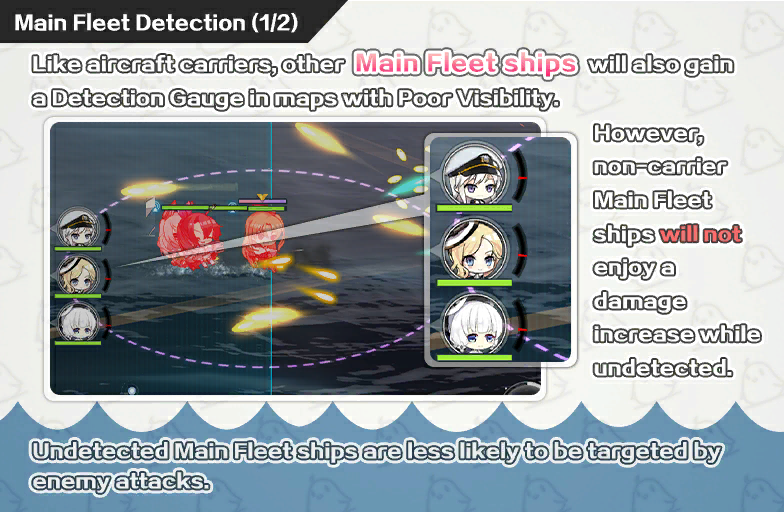 Main Fleet Detection (1/2)
Like aircraft carriers, other Main Fleet ships will also gain
a Detection Gauge in maps with Poor Visibility.
However,
non-carrier
Main Fleet
ships will not
enjoy a
damage
increase while
undetected.
Undetected Main Fleet ships are less likely to be targeted by
enemy attacks.